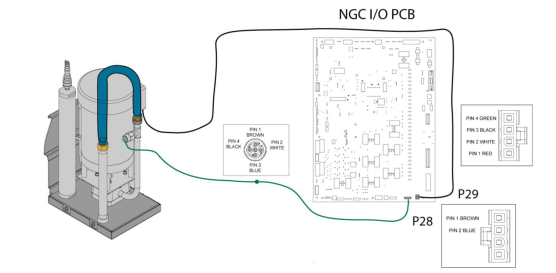 NGC I/O PCB
PIN 1
BROWN
PIN 4
BLACK
PIN 2
WHITE
PIN 3
BLUE
PIN 4 GREEN
PIN 3 BLACK
PIN 2 WHITE
PIN 1 RED
P29
P28
PIN 1 BROWN
PIN 2 BLUE